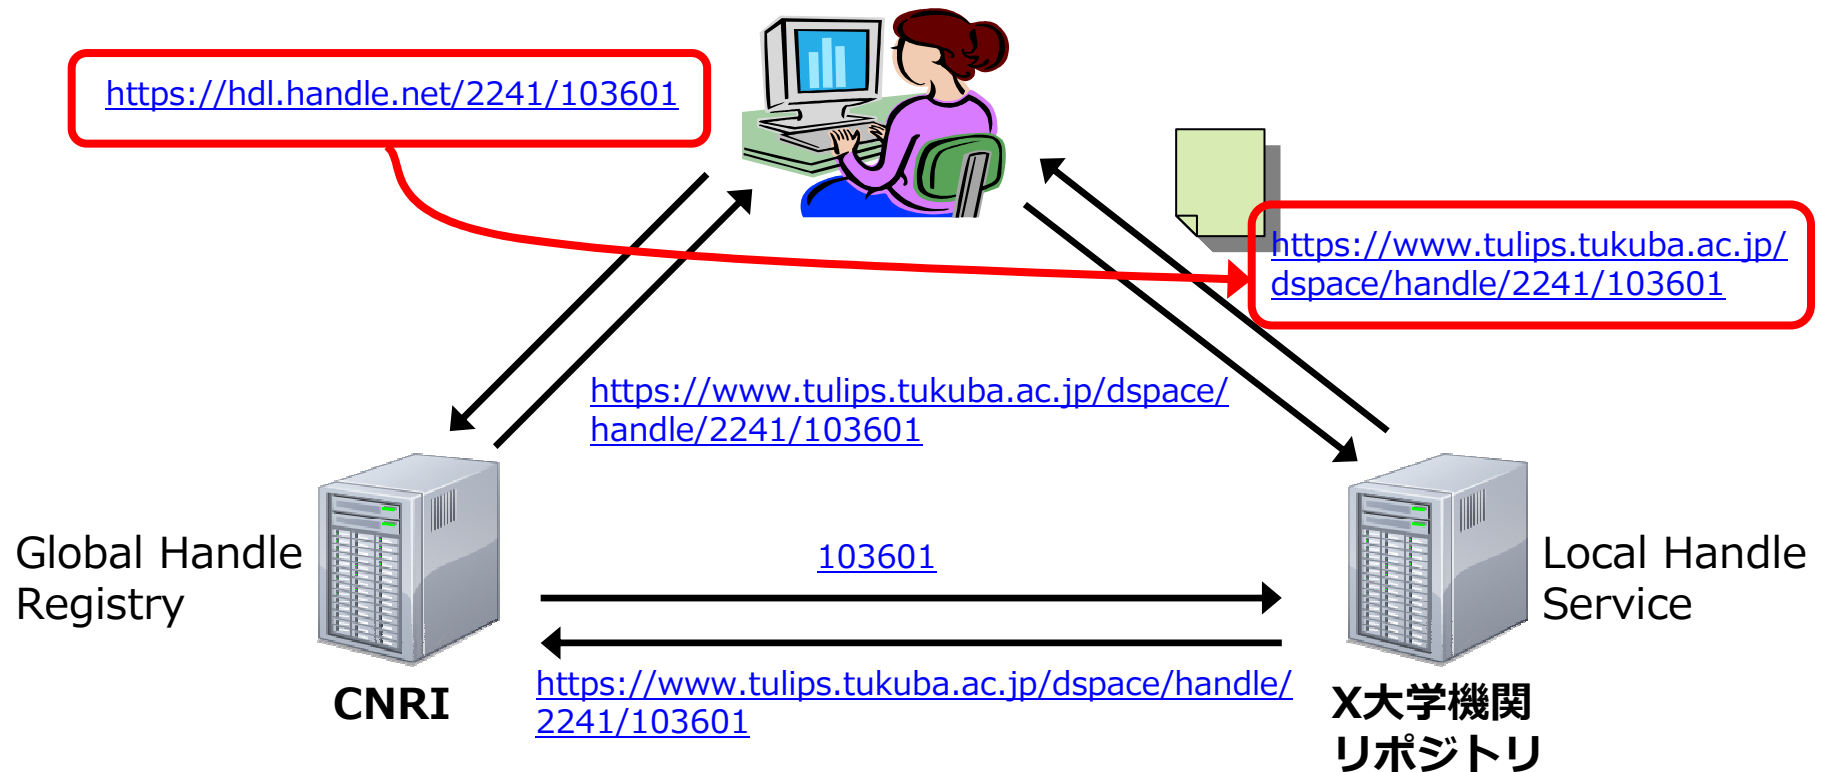 https://hdl.handle.net/2241/103601
https://www.tulips.tukuba.ac.jp/
dspace/handle/2241/103601
https://www.tulips.tukuba.ac.jp/dspace/
handle/2241/103601
Global Handle
Registry
103601
Local Handle
Service
https://www.tulips.tukuba.ac.jp/dspace/handle/
2241/103601
CNRI
X大学機関
リポジトリ